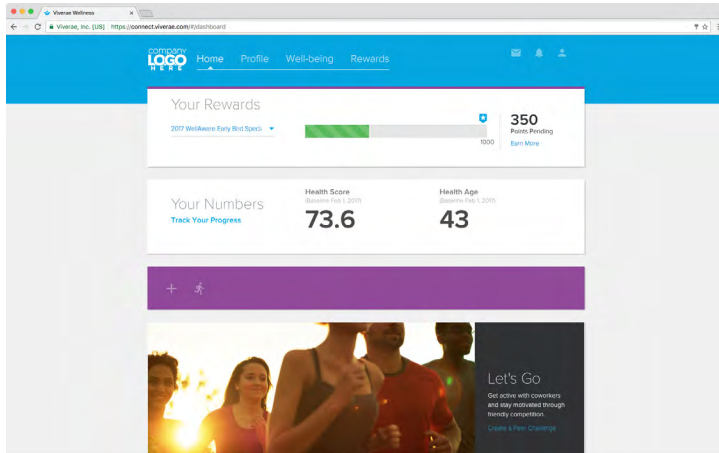 Viverae Wellness
Viverae, Inc. [US] https://connect.viverae.com/#/dashboard
company
LOGO
HERE
Home Profile Well-being Rewards
Your Rewards
2017 WellAware Early Bird Speci
1000
350
Points Pending
Earn More
Your Numbers
Track Your Progress
Health Score
(Baseline Feb 1, 2017)
73.6
Health Age
(Baseline Feb 1, 2017)
43
Let's Go
Get active with coworkers
and stay motivated through
friendly competition.
Create a Peer Challenge